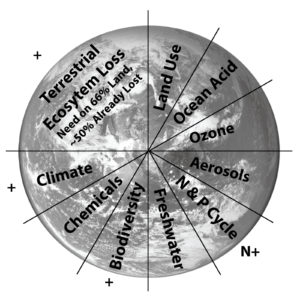 +
Terrestrial
Ecosytem Loss
Need on 66% Land,
~50% Already Lost
Land Use
Ocean Acid
Ozone
Aerosols
N & P Cycle
Freshwater
Biodiversity
Chemicals
Climate
+
+
N+